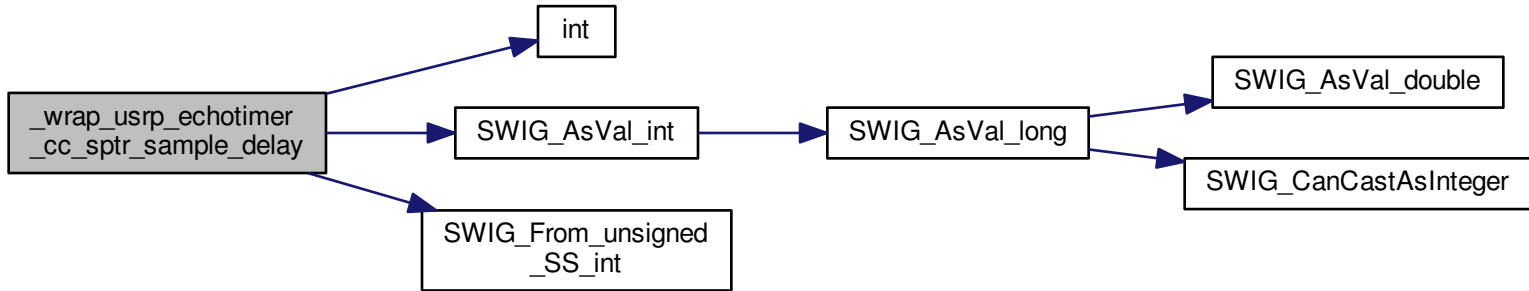 _wrap_usrp_echotimer
_cc_sptr_sample_delay
int
SWIG_AsVal_int
SWIG_From_unsigned
_SS_int
SWIG_AsVal_long
SWIG_AsVal_double
SWIG_CanCastAsInteger